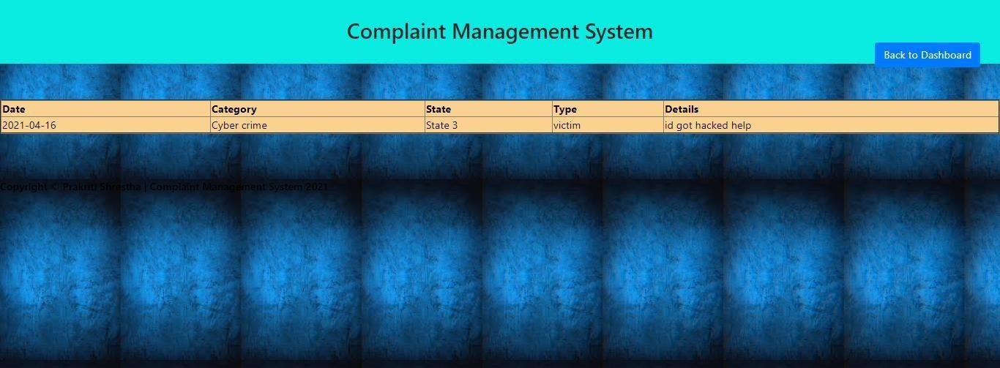 Complaint Management System
Back to Dashboard
Date Category State Type Details
2021-04-16 Cyber crime State 3 victim id got hacked help
Copyright © Prakriti Shrestha | Complaint Management System 2021